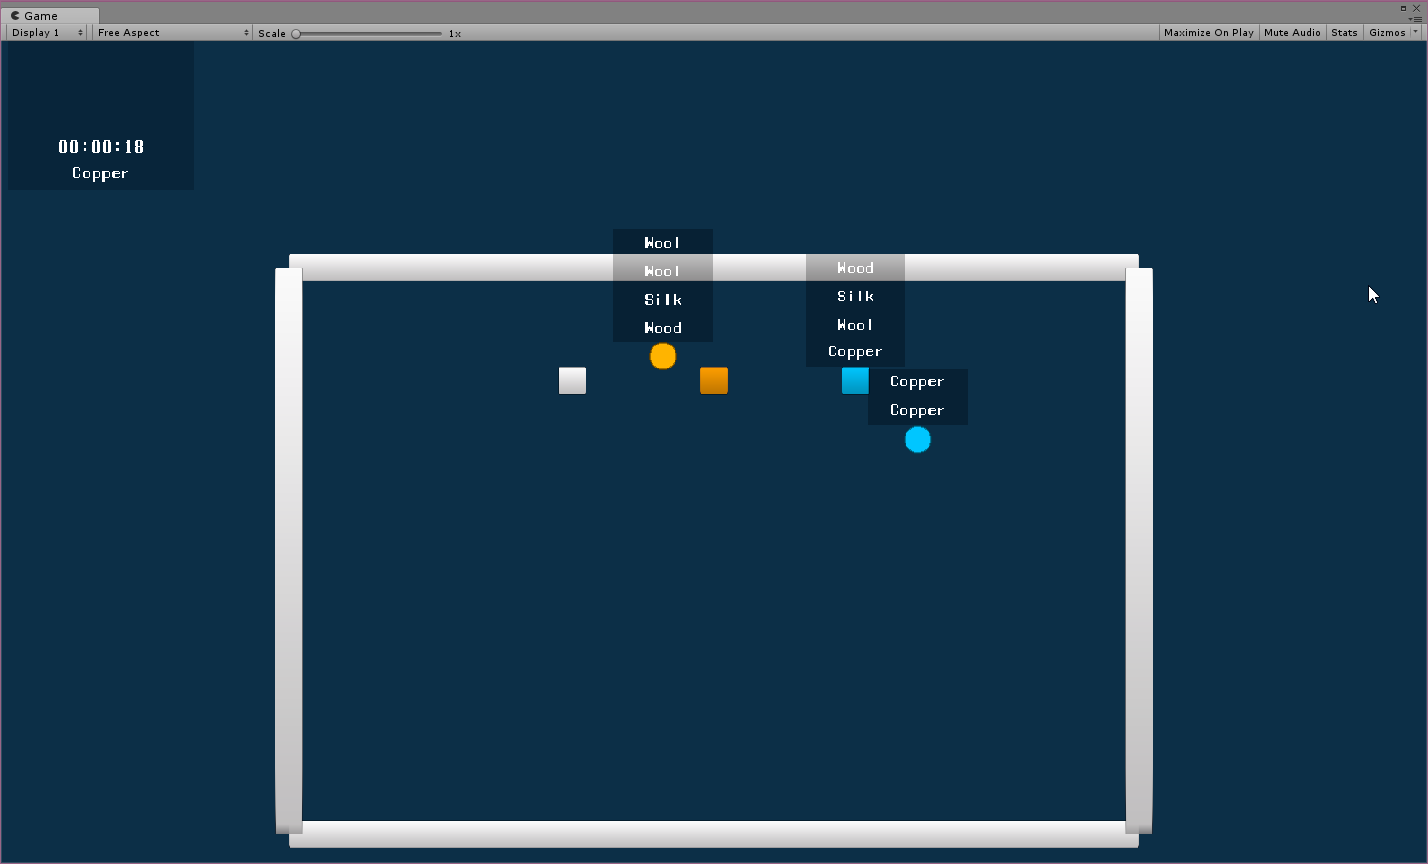 Game
Display 1
Free Aspect
Scale
1x
Maximize On Play
Mute Audio
Stats
Gizmos
00:00:18
Copper
Wool
Wool
Silk
Wood
Wood
Silk
Wool
Copper
Copper
Copper